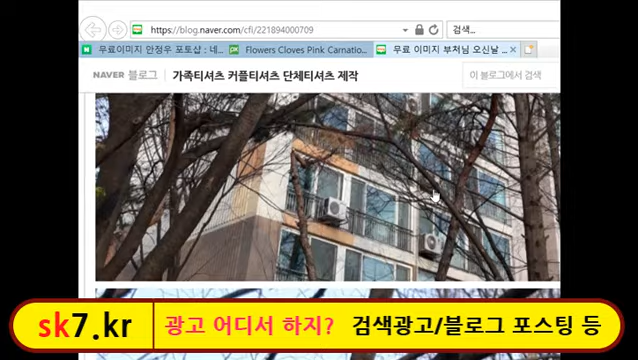 https://blog.naver.com/cfi/221894000709
검색...
무료이미지 안정우 포토샵 : 네...
Flowers Cloves Pink Carnatio...
무료 이미지 부처님 오신날 ...
NAVER 블로그 가족티셔츠 커플티셔츠 단체티셔츠 제작
이 블로그에서 검색
sk7.kr 광고 어디서 하지? 검색광고/블로그 포스팅 등